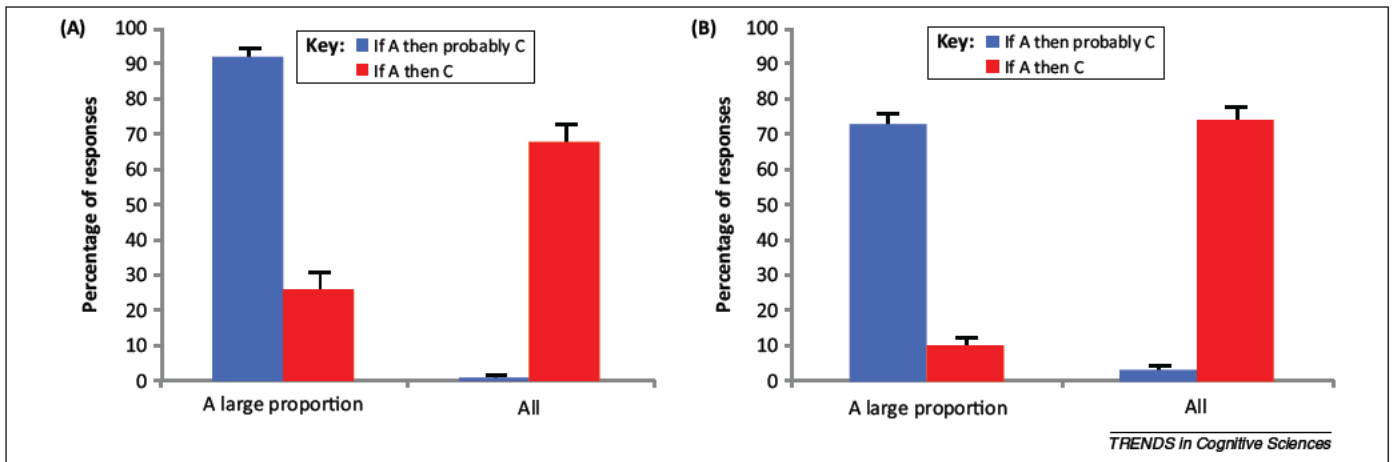 (A)
Key: If A then probably C
If A then C
Percentage of responses
100
90
80
70
60
50
40
30
20
10
0
A large proportion
All
(B)
Key: If A then probably C
If A then C
Percentage of responses
100
90
80
70
60
50
40
30
20
10
0
A large proportion
All
TRENDS in Cognitive Sciences